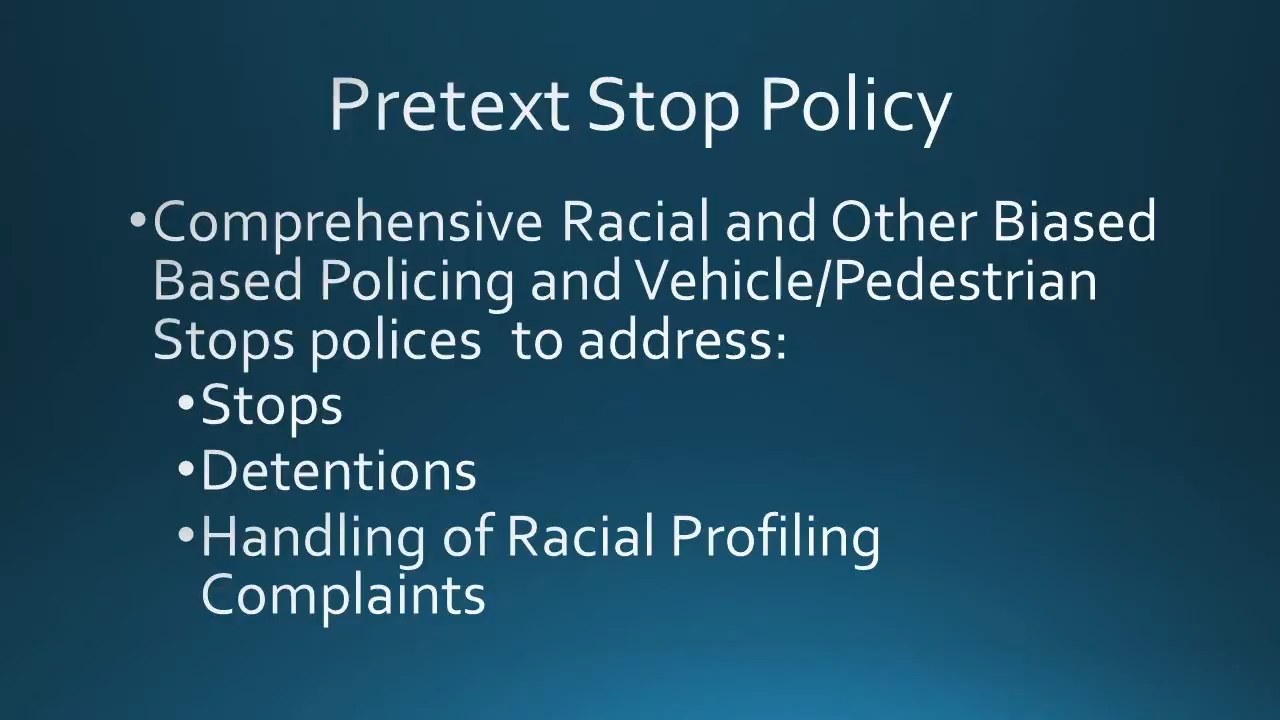 Pretext Stop Policy
•Comprehensive Racial and Other Biased
Based Policing and Vehicle/Pedestrian
Stops polices  to address:
•Stops
•Detentions
•Handling of Racial Profiling
Complaints